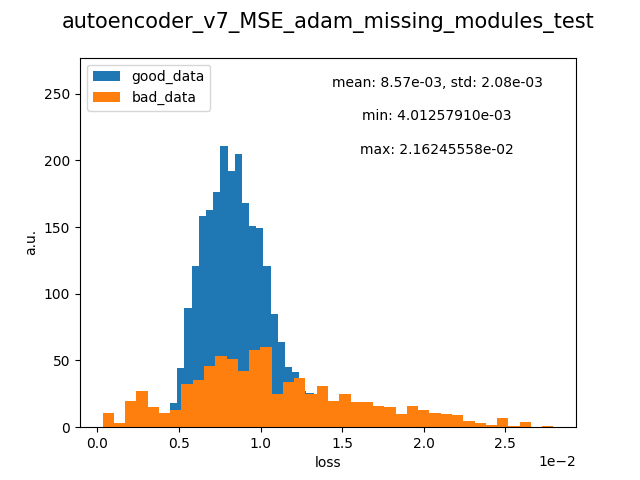 autoencoder_v7_MSE_adam_missing_modules_test
good_data
bad_data
mean: 8.57e-03, std: 2.08e-03
min: 4.01257910e-03
max: 2.16245558e-02
250
200
150
100
50
0
a.u.
0.0 0.5 1.0 1.5 2.0 2.5
loss
1e−2